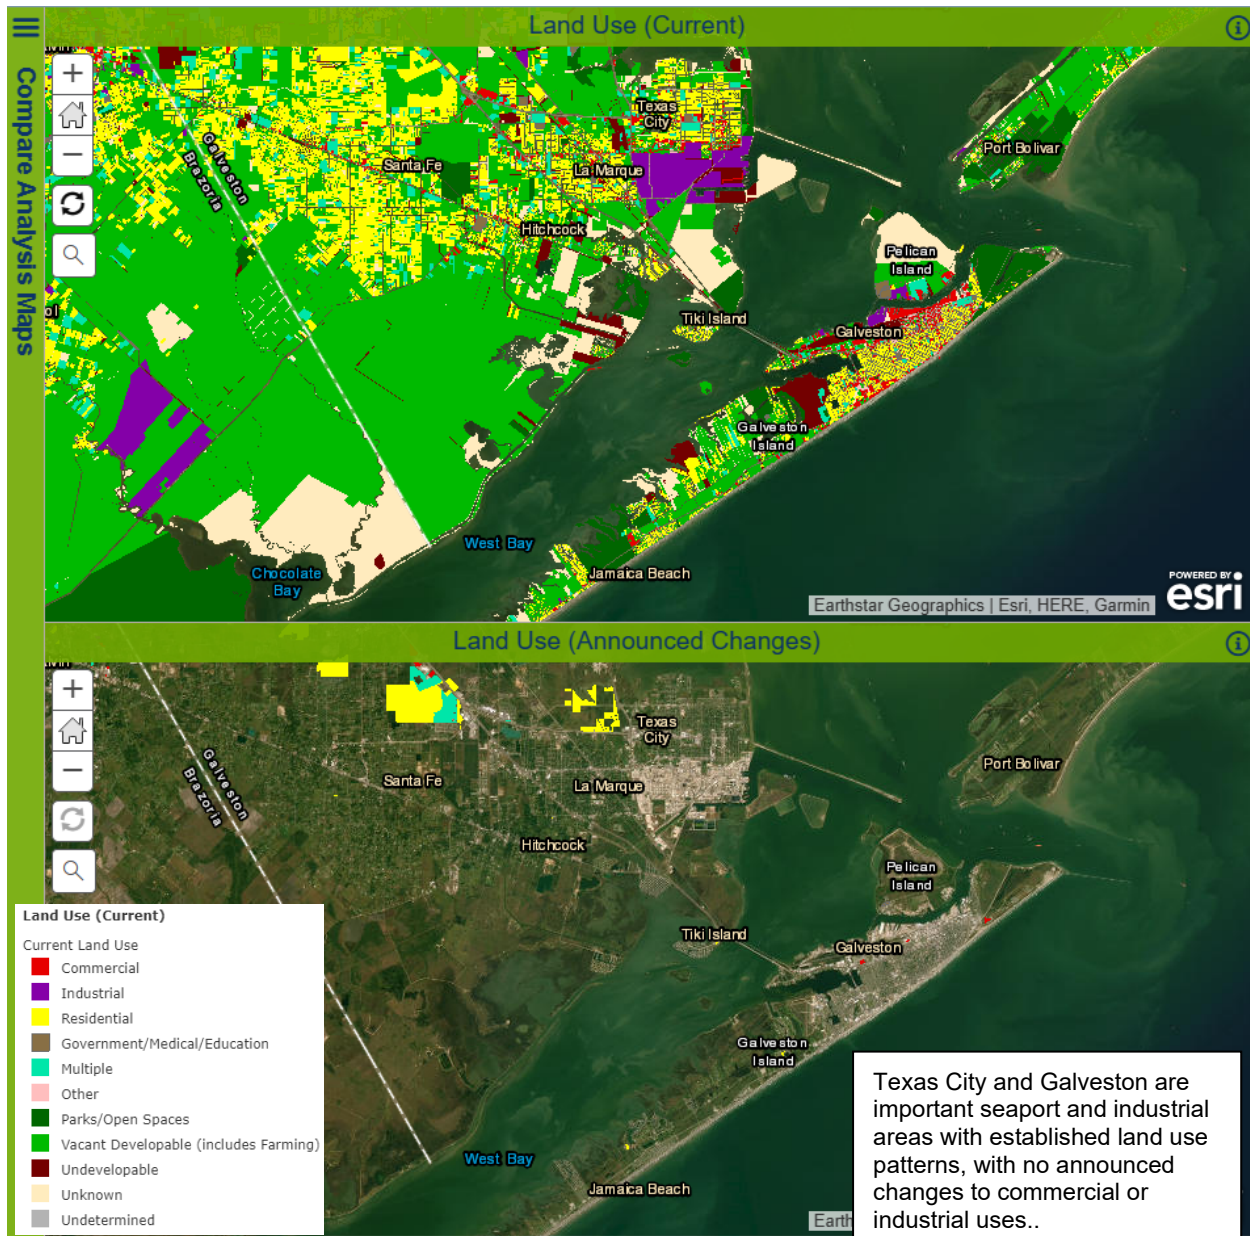 Land Use (Current)
Compare Analysis Maps
Galveston
Brazoria
Santa Fe
Texas
City
La Marque
Hitchcock
Port Bolivar
Pelican
Island
Tiki Island
Galveston
Galveston
Island
West Bay
Chocolate
Bay
Jamaica Beach
Earthstar Geographics | Esri, HERE, Garmin
POWERED BY
esri
Land Use (Announced Changes)
Galveston
Brazoria
Santa Fe
Texas
City
La Marque
Hitchcock
Port Bolivar
Pelican
Island
Tiki Island
Galveston
Galveston
Island
West Bay
Jamaica Beach
Earth
Land Use (Current)
Current Land Use
Commercial
Industrial
Residential
Government/Medical/Education
Multiple
Other
Parks/Open Spaces
Vacant Developable (includes Farming)
Undevelopable
Unknown
Undetermined
Texas City and Galveston are
important seaport and industrial
areas with established land use
patterns, with no announced
changes to commercial or
industrial uses..